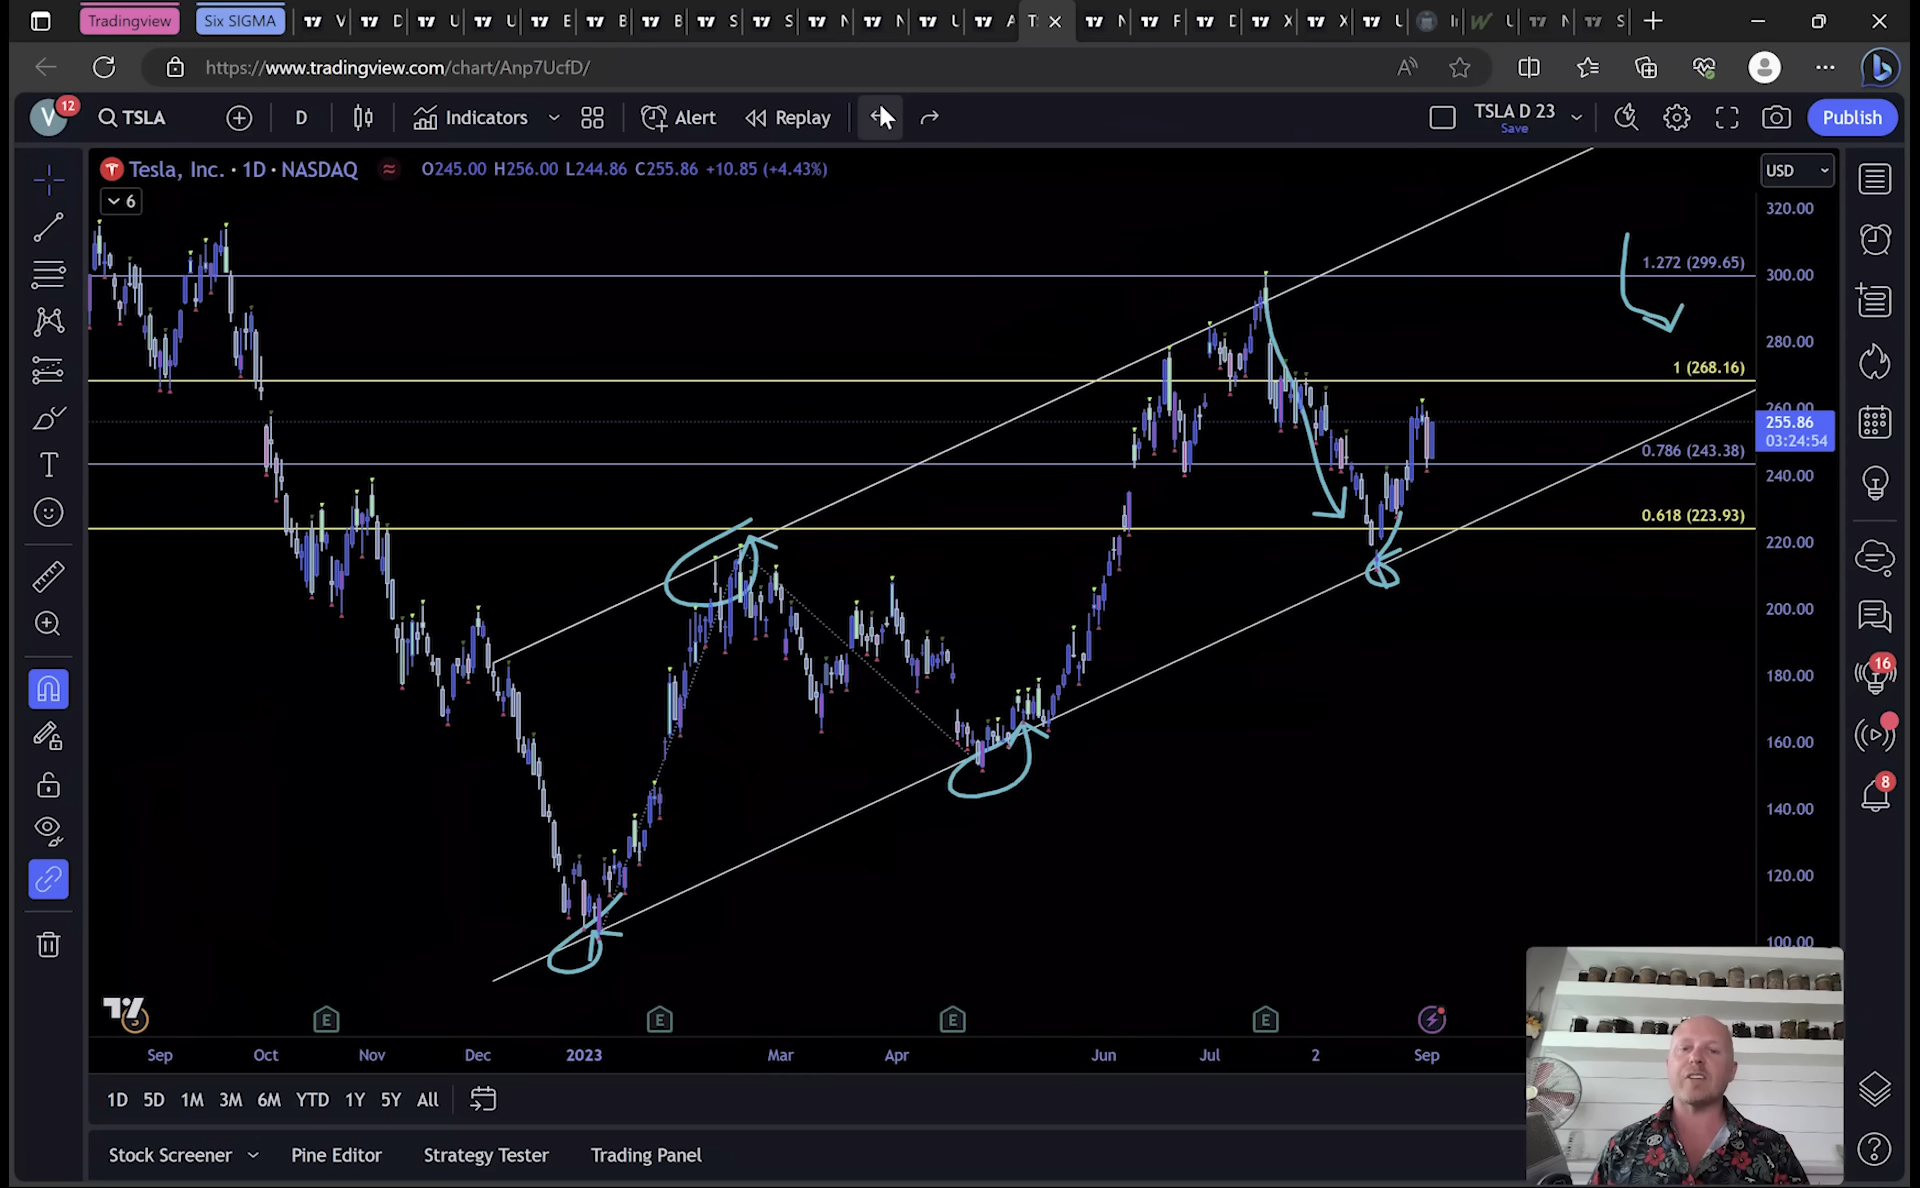 Tradingview
Six SIGMA
https://www.tradingview.com/chart/Anp7UcfD/
V
12
TSLA
D
Indicators
Alert
Replay
TSLA D 23
Save
Publish
Tesla, Inc. · 1D · NASDAQ
O245.00 H256.00 L244.86 C255.86 +10.85 (+4.43%)
6
USD
320.00
300.00
280.00
260.00
255.86
03:24:54
240.00
220.00
200.00
180.00
160.00
140.00
120.00
100.00
1.272 (299.65)
1 (268.16)
0.786 (243.38)
0.618 (223.93)
16
8
E
E
E
E
Sep
Oct
Nov
Dec
2023
Mar
Apr
Jun
Jul
2
Sep
1D 5D 1M 3M 6M YTD 1Y 5Y All
Stock Screener
Pine Editor
Strategy Tester
Trading Panel